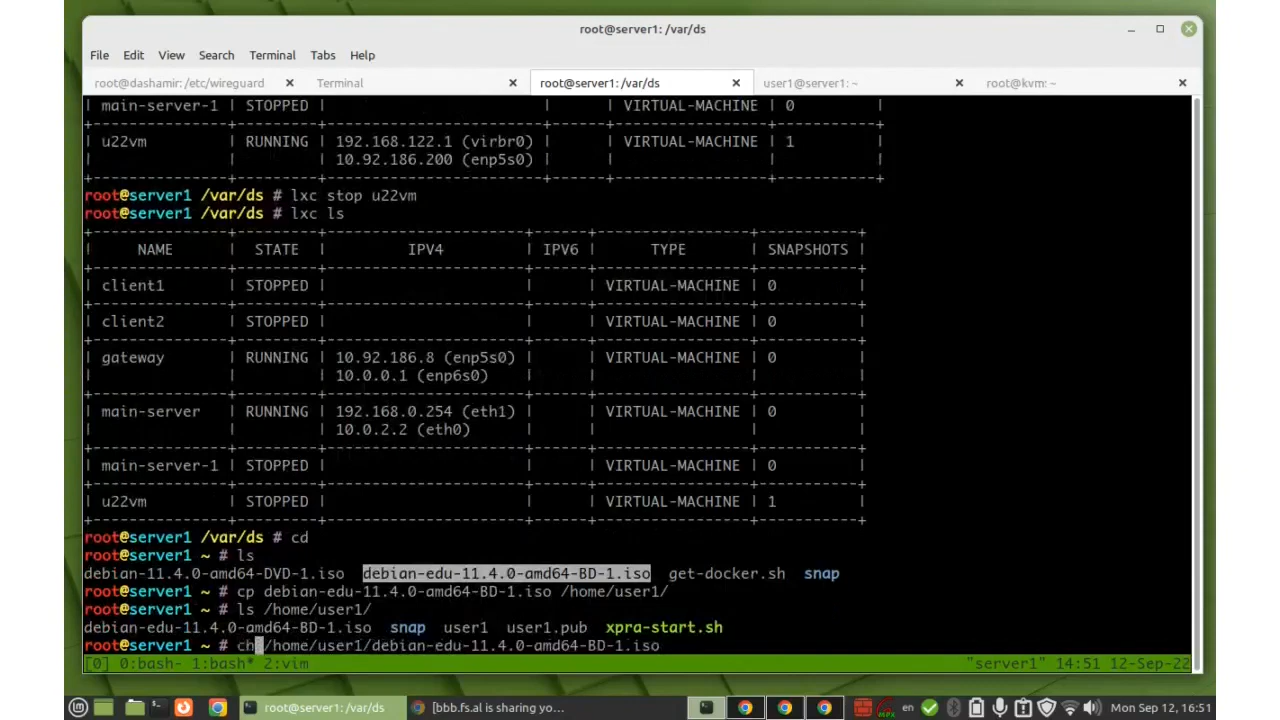 root@server1: /var/ds
File Edit View Search Terminal Tabs Help
root@dashamir: /etc/wireguard × Terminal × root@server1: /var/ds × user1@server1: ~ × root@kvm: ~ ×
| main-server-1 | STOPPED | | | VIRTUAL-MACHINE | 0 |
+---------------+---------+------------------------+------+-----------------+-----------+
| u22vm | RUNNING | 192.168.122.1 (virbr0) | | VIRTUAL-MACHINE | 1 |
| | | 10.92.186.200 (enp5s0) | | | |
+---------------+---------+------------------------+------+-----------------+-----------+
root@server1 /var/ds # lxc stop u22vm
root@server1 /var/ds # lxc ls
+---------------+---------+----------------------+------+-----------------+-----------+
| NAME | STATE | IPV4 | IPV6 | TYPE | SNAPSHOTS |
+---------------+---------+----------------------+------+-----------------+-----------+
| client1 | STOPPED | | | VIRTUAL-MACHINE | 0 |
+---------------+---------+----------------------+------+-----------------+-----------+
| client2 | STOPPED | | | VIRTUAL-MACHINE | 0 |
+---------------+---------+----------------------+------+-----------------+-----------+
| gateway | RUNNING | 10.92.186.8 (enp5s0) | | VIRTUAL-MACHINE | 0 |
| | | 10.0.0.1 (enp6s0) | | | |
+---------------+---------+----------------------+------+-----------------+-----------+
| main-server | RUNNING | 192.168.0.254 (eth1) | | VIRTUAL-MACHINE | 0 |
| | | 10.0.2.2 (eth0) | | | |
+---------------+---------+----------------------+------+-----------------+-----------+
| main-server-1 | STOPPED | | | VIRTUAL-MACHINE | 0 |
+---------------+---------+----------------------+------+-----------------+-----------+
| u22vm | STOPPED | | | VIRTUAL-MACHINE | 1 |
+---------------+---------+----------------------+------+-----------------+-----------+
root@server1 /var/ds # cd
root@server1 ~ # ls
debian-11.4.0-amd64-DVD-1.iso debian-edu-11.4.0-amd64-BD-1.iso get-docker.sh snap
root@server1 ~ # cp debian-edu-11.4.0-amd64-BD-1.iso /home/user1/
root@server1 ~ # ls /home/user1/
debian-edu-11.4.0-amd64-BD-1.iso snap user1 user1.pub xpra-start.sh
root@server1 ~ # ch /home/user1/debian-edu-11.4.0-amd64-BD-1.iso
[0] 0:bash- 1:bash* 2:vim "server1" 14:51 12-Sep-22
root@server1: /var/ds [bbb.fs.al is sharing yo... en Mon Sep 12, 16:51